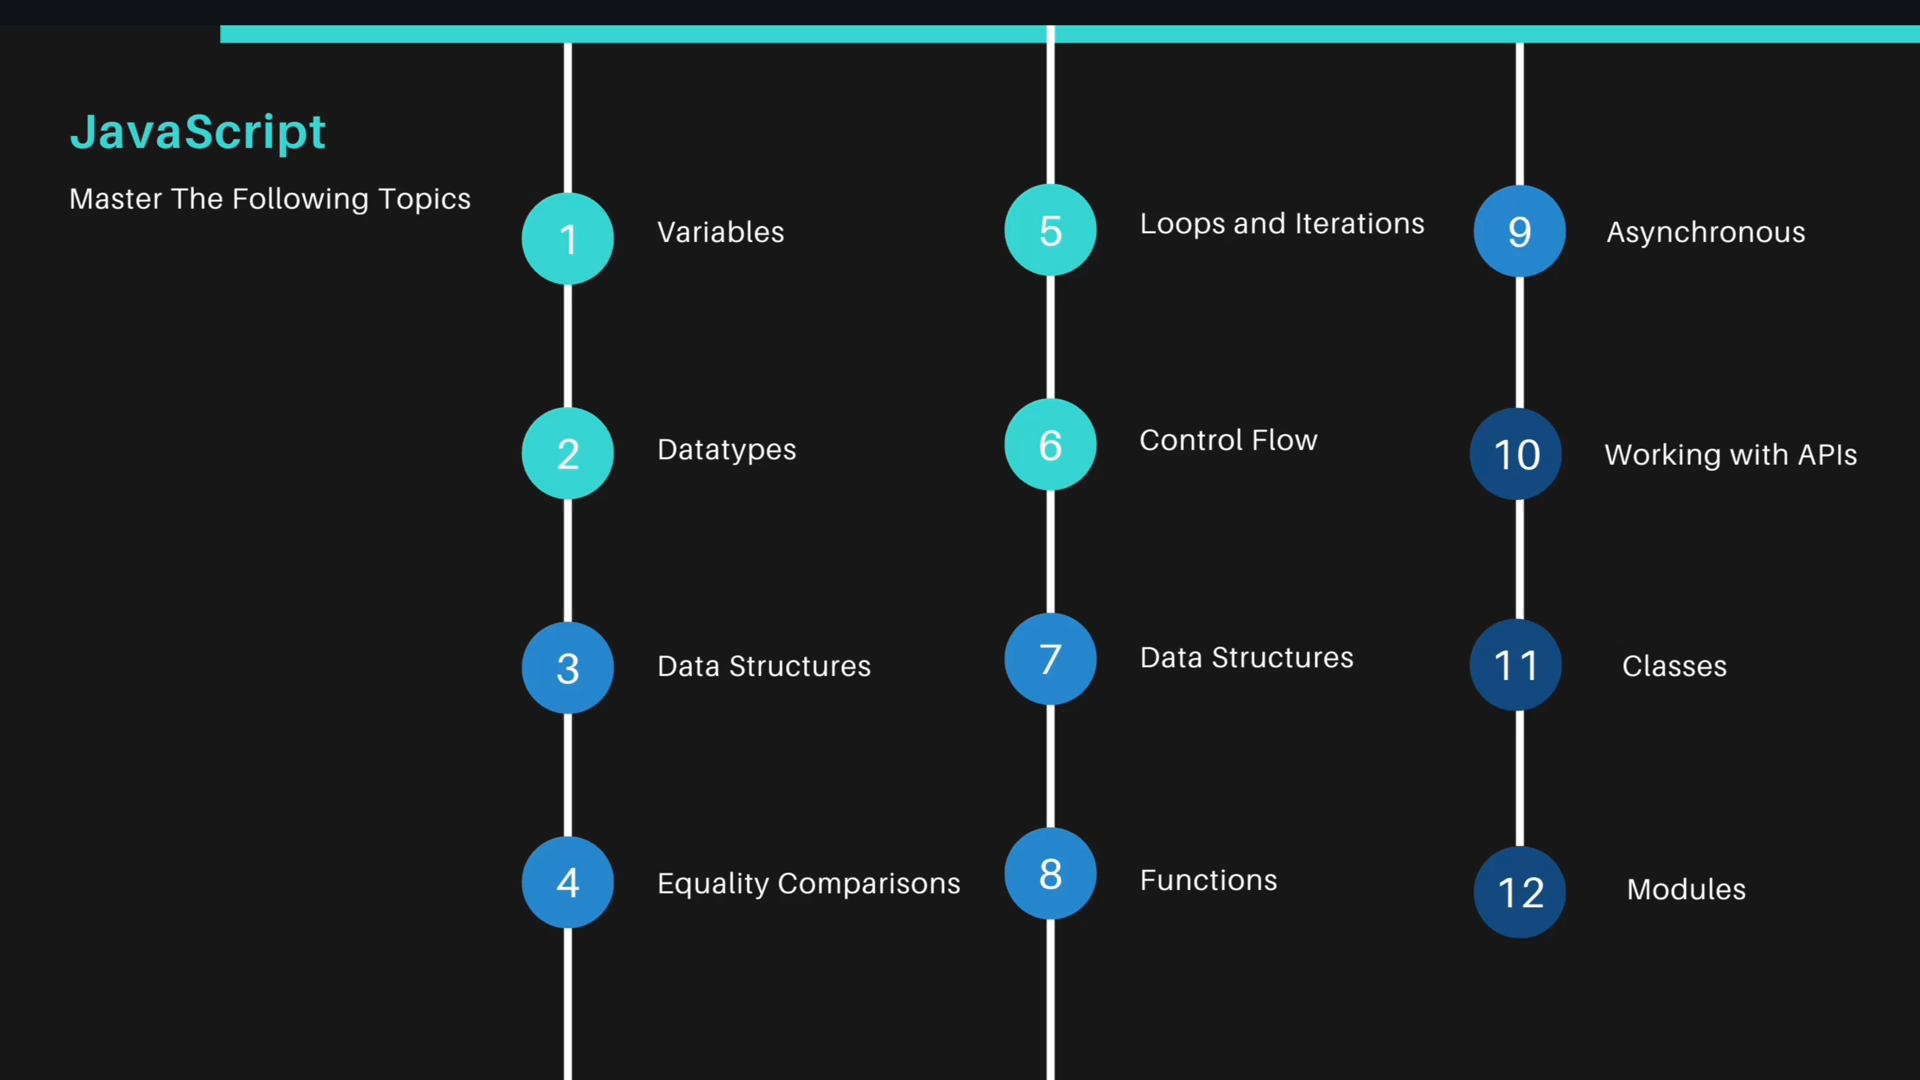 JavaScript
Master The Following Topics
1 Variables
2 Datatypes
3 Data Structures
4 Equality Comparisons
5 Loops and Iterations
6 Control Flow
7 Data Structures
8 Functions
9 Asynchronous
10 Working with APIs
11 Classes
12 Modules